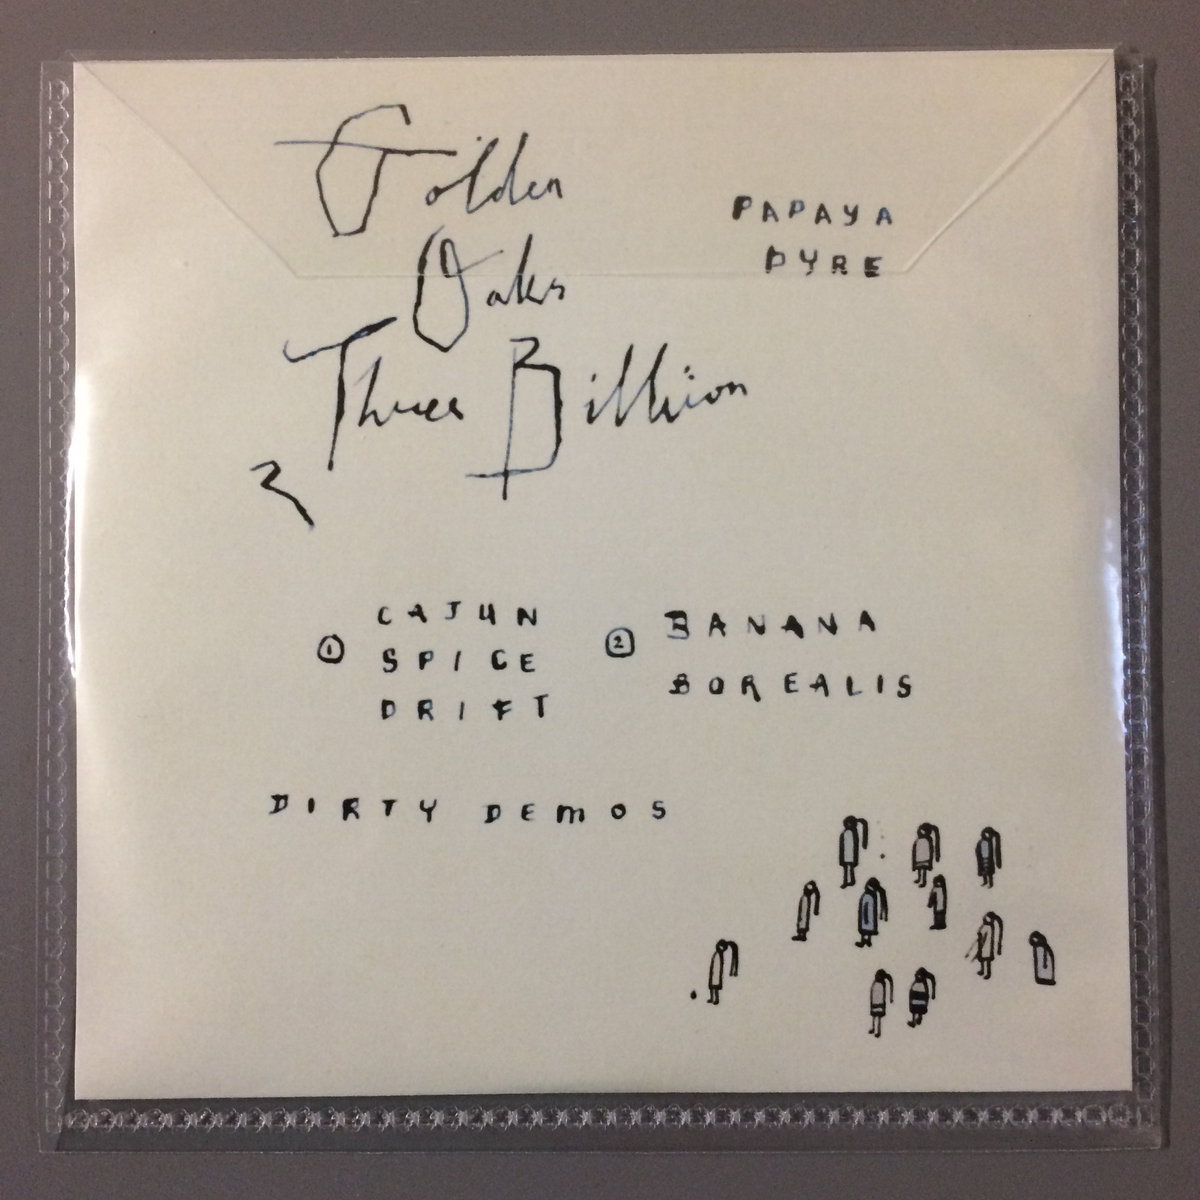 Golden
Oaks
Three Billion
PAPAYA
PYRE
1 CAJUN
SPICE
DRIFT
2 BANANA
BOREALIS
DIRTY DEMOS